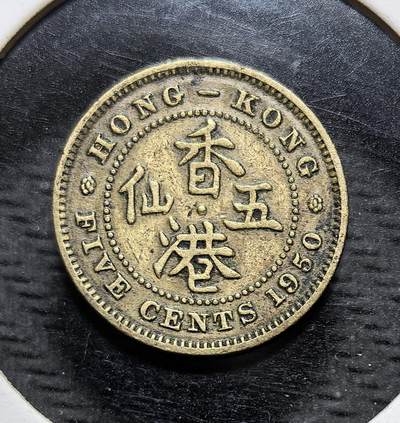 HONG – KONG
香港
五仙
FIVE CENTS 1950